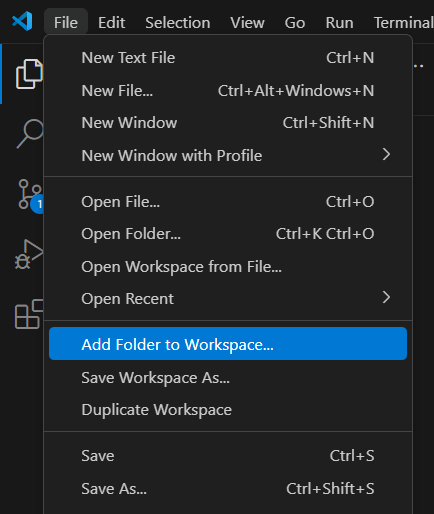 File Edit Selection View Go Run Terminal
New Text File Ctrl+N
New File... Ctrl+Alt+Windows+N
New Window Ctrl+Shift+N
New Window with Profile
Open File... Ctrl+O
Open Folder... Ctrl+K Ctrl+O
Open Workspace from File...
Open Recent
Add Folder to Workspace...
Save Workspace As...
Duplicate Workspace
Save Ctrl+S
Save As... Ctrl+Shift+S
1